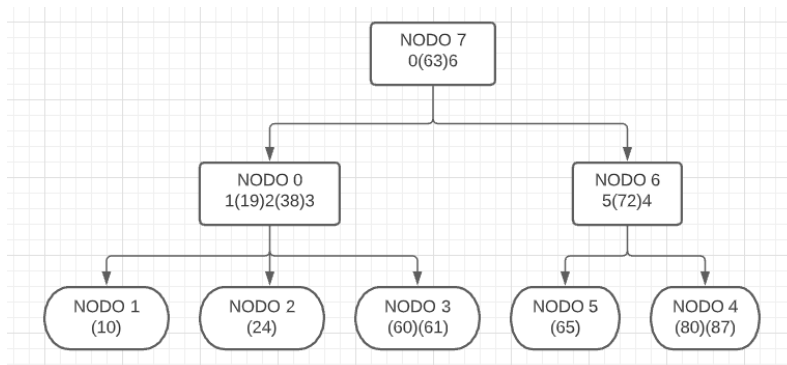 NODO 7
0(63)6
NODO 0
1(19)2(38)3
NODO 6
5(72)4
NODO 1
(10)
NODO 2
(24)
NODO 3
(60)(61)
NODO 5
(65)
NODO 4
(80)(87)